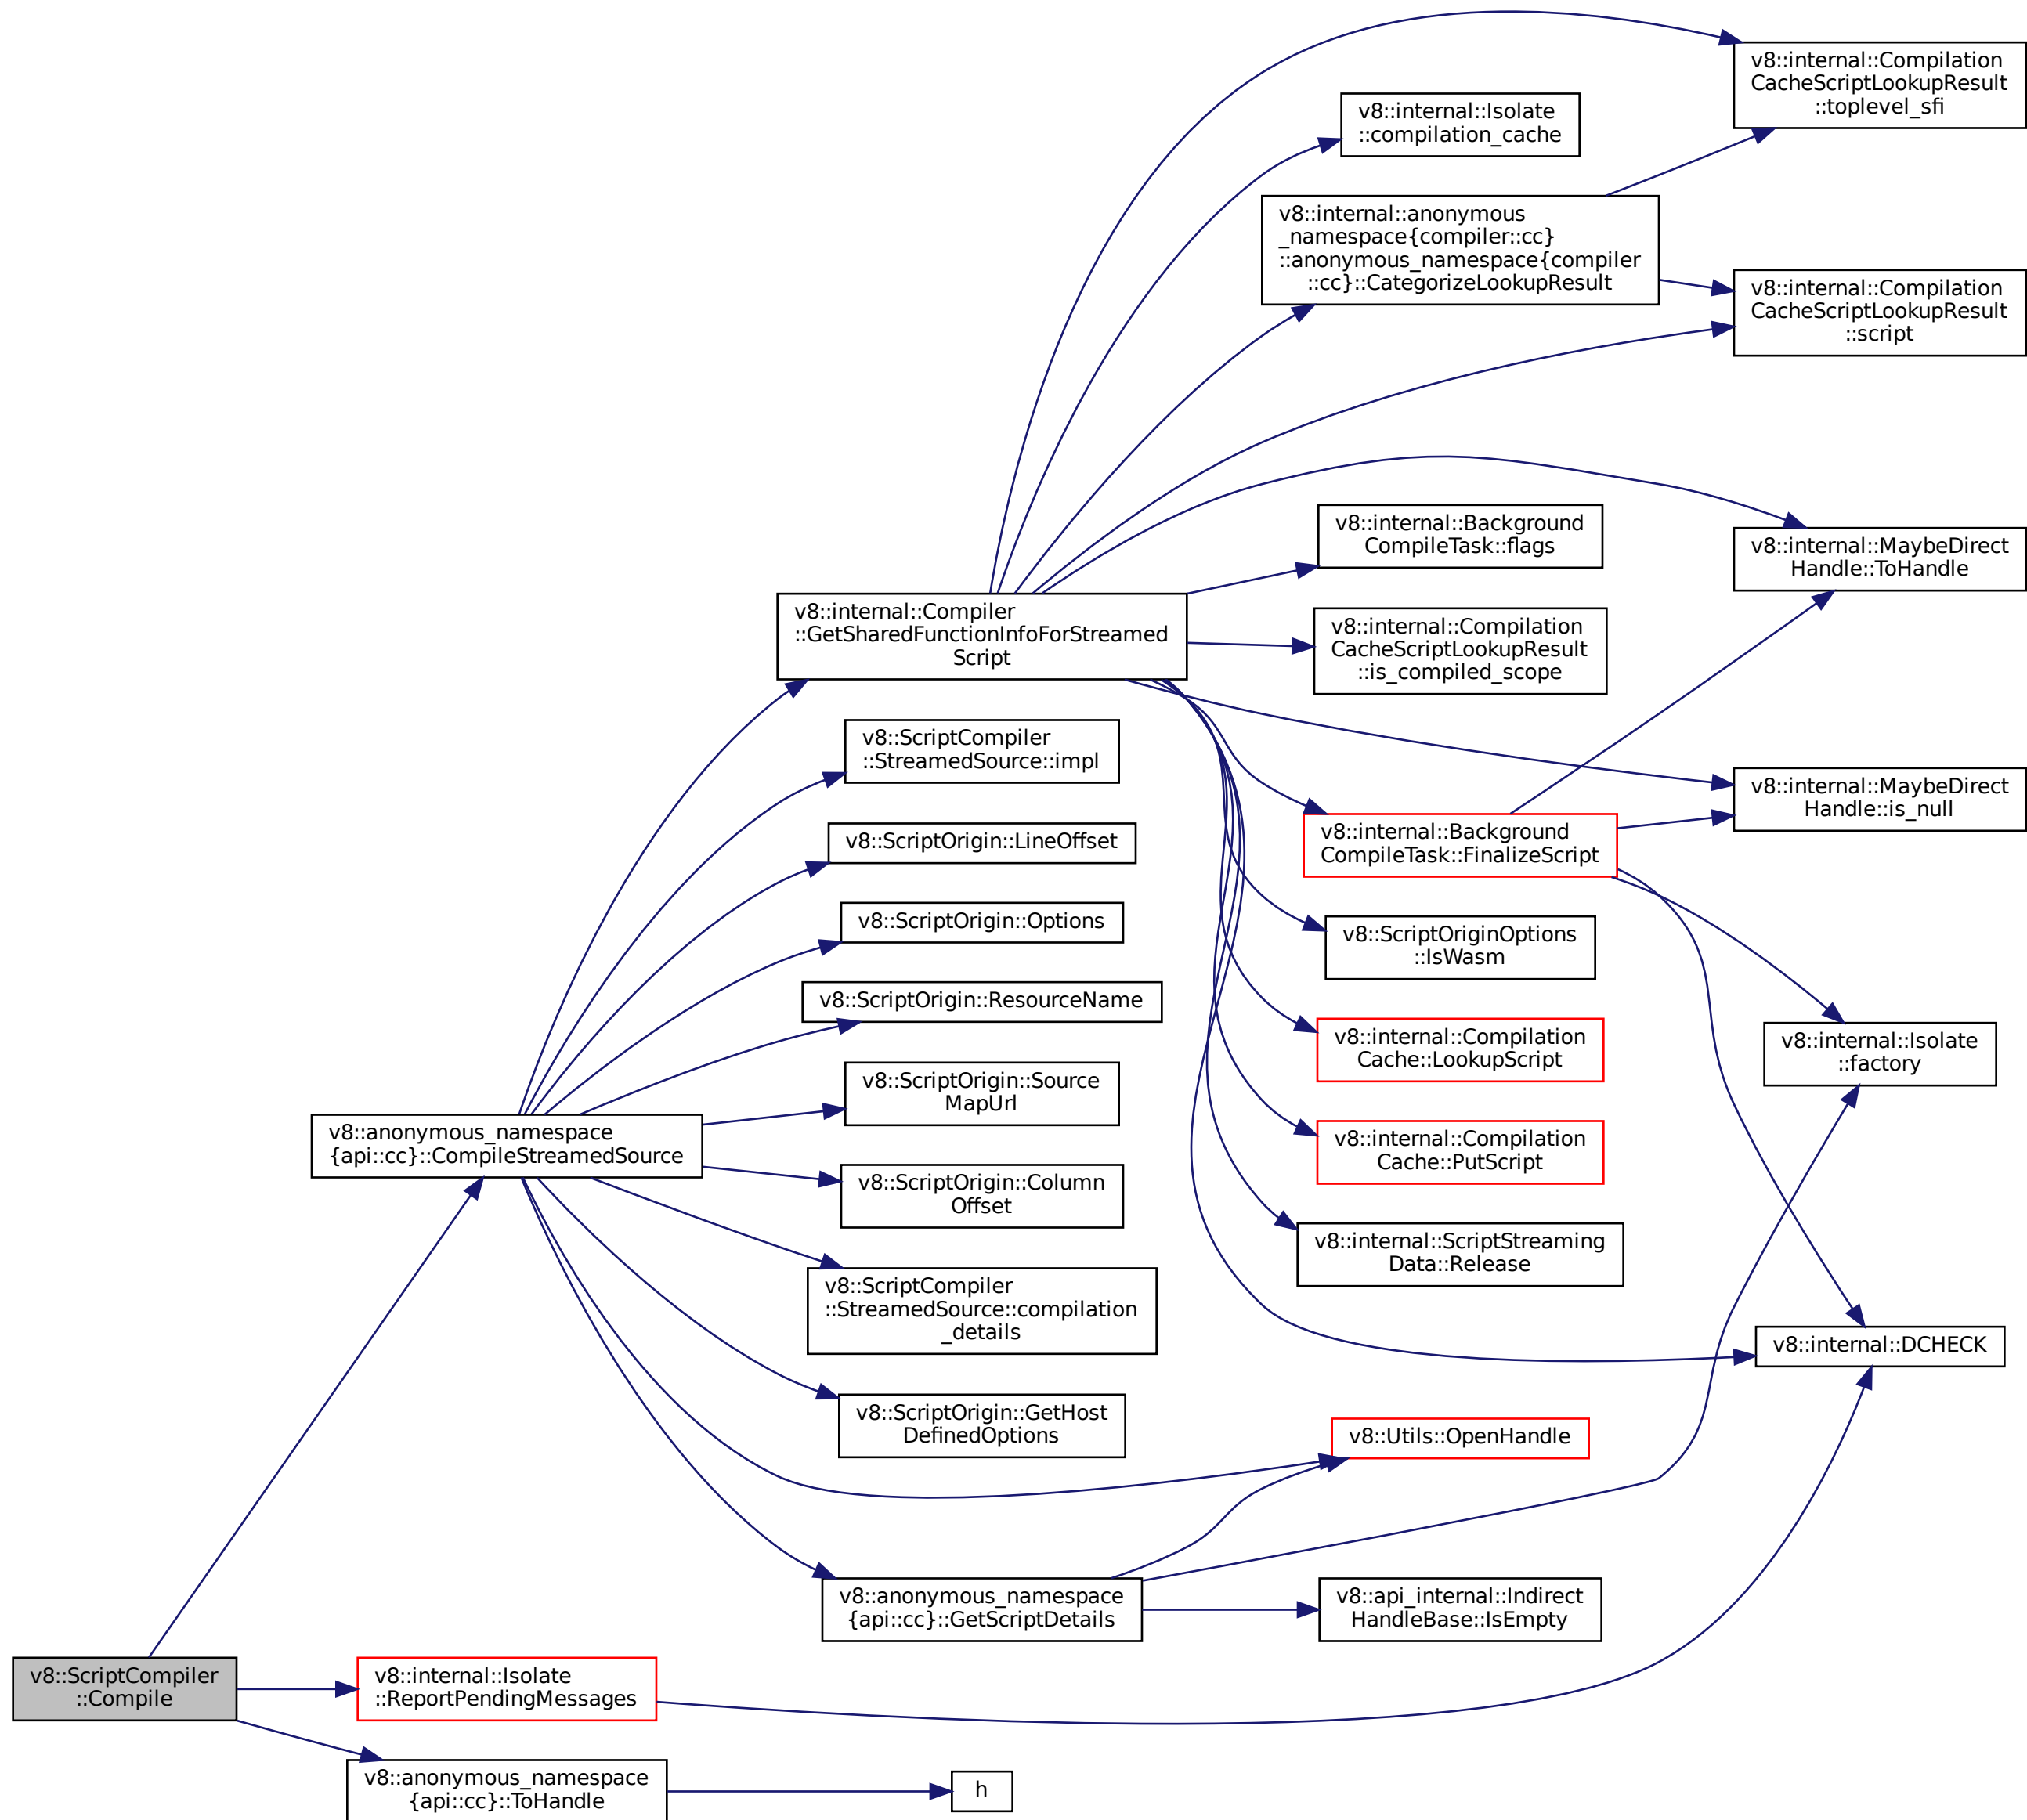 v8::internal::Compilation
CacheScriptLookupResult
::toplevel_sfi
v8::internal::Isolate
::compilation_cache
v8::internal::anonymous
_namespace{compiler::cc}
::anonymous_namespace{compiler
::cc}::CategorizeLookupResult
v8::internal::Compilation
CacheScriptLookupResult
::script
v8::internal::Background
CompileTask::flags
v8::internal::MaybeDirect
Handle::ToHandle
v8::internal::Compiler
::GetSharedFunctionInfoForStreamed
Script
v8::internal::Compilation
CacheScriptLookupResult
::is_compiled_scope
v8::ScriptCompiler
::StreamedSource::impl
v8::internal::MaybeDirect
Handle::is_null
v8::ScriptOrigin::LineOffset
v8::internal::Background
CompileTask::FinalizeScript
v8::ScriptOrigin::Options
v8::ScriptOriginOptions
::IsWasm
v8::ScriptOrigin::ResourceName
v8::internal::Compilation
Cache::LookupScript
v8::internal::Isolate
::factory
v8::ScriptOrigin::Source
MapUrl
v8::anonymous_namespace
{api::cc}::CompileStreamedSource
v8::internal::Compilation
Cache::PutScript
v8::ScriptOrigin::Column
Offset
v8::internal::ScriptStreaming
Data::Release
v8::ScriptCompiler
::StreamedSource::compilation
_details
v8::internal::DCHECK
v8::ScriptOrigin::GetHost
DefinedOptions
v8::Utils::OpenHandle
v8::anonymous_namespace
{api::cc}::GetScriptDetails
v8::api_internal::Indirect
HandleBase::IsEmpty
v8::ScriptCompiler
::Compile
v8::internal::Isolate
::ReportPendingMessages
v8::anonymous_namespace
{api::cc}::ToHandle
h